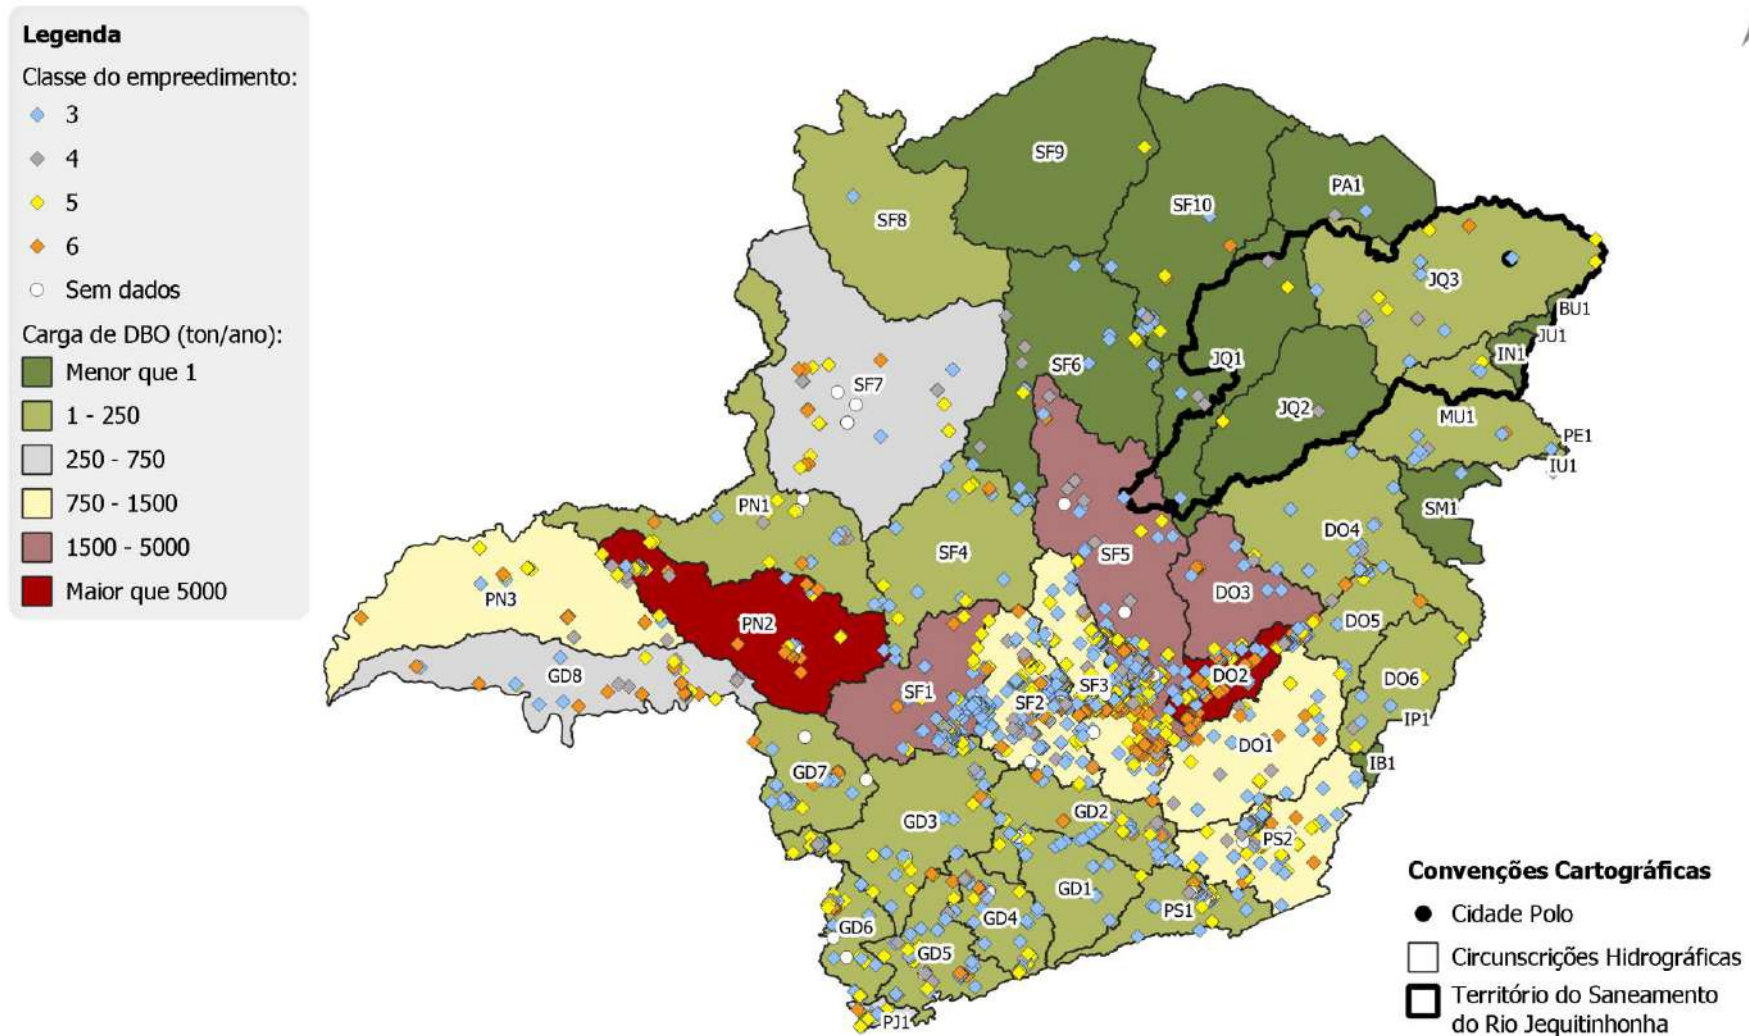 Legenda
Classe do empreedimento:
3
4
5
6
Sem dados
Carga de DBO (ton/ano):
Menor que 1
1 - 250
250 - 750
750 - 1500
1500 - 5000
Maior que 5000
SF9
PA1
SF10
SF8
JQ3
BU1
JU1
IN1
JQ1
SF6
SF7
JQ2
MU1
PE1
IU1
PN1
SM1
DO4
SF4
SF5
DO3
PN3
PN2
DO5
GD8
DO2
DO6
SF1
SF3
SF2
IP1
DO1
IB1
GD7
GD2
GD3
PS2
GD1
PS1
GD4
GD6
GD5
PJ1
Convenções Cartográficas
Cidade Polo
Circunscrições Hidrográficas
Território do Saneamento
do Rio Jequitinhonha